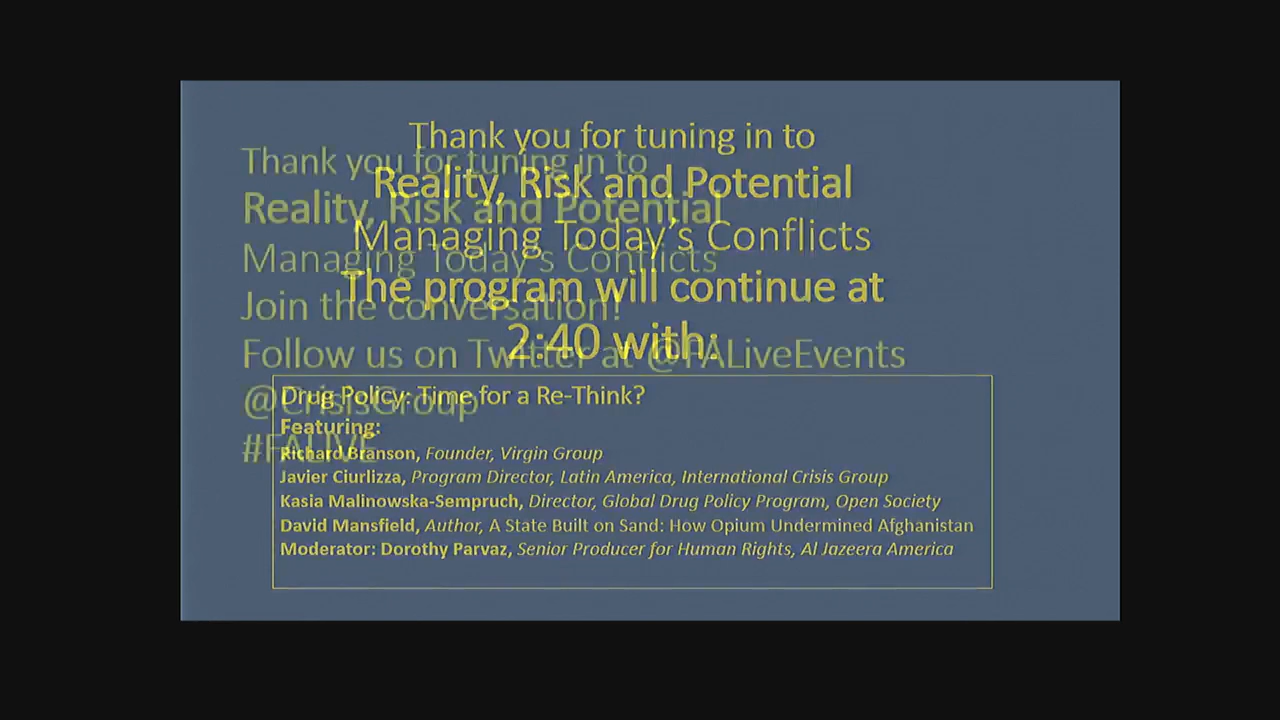 Thank you for tuning in to
Reality, Risk and Potential
Managing Today's Conflicts
The program will continue at
2:40 with:
Drug Policy: Time for a Re-Think?
Featuring:
Richard Branson, Founder, Virgin Group
Javier Ciurlizza, Program Director, Latin America, International Crisis Group
Kasia Malinowska-Sempruch, Director, Global Drug Policy Program, Open Society
David Mansfield, Author, A State Built on Sand: How Opium Undermined Afghanistan
Moderator: Dorothy Parvaz, Senior Producer for Human Rights, Al Jazeera America
Thank you for tuning in to
Reality, Risk and Potential
Managing Today's Conflicts
Join the conversation!
Follow us on Twitter at @FALiveEvents
@CrisisGroup
#FALIVE